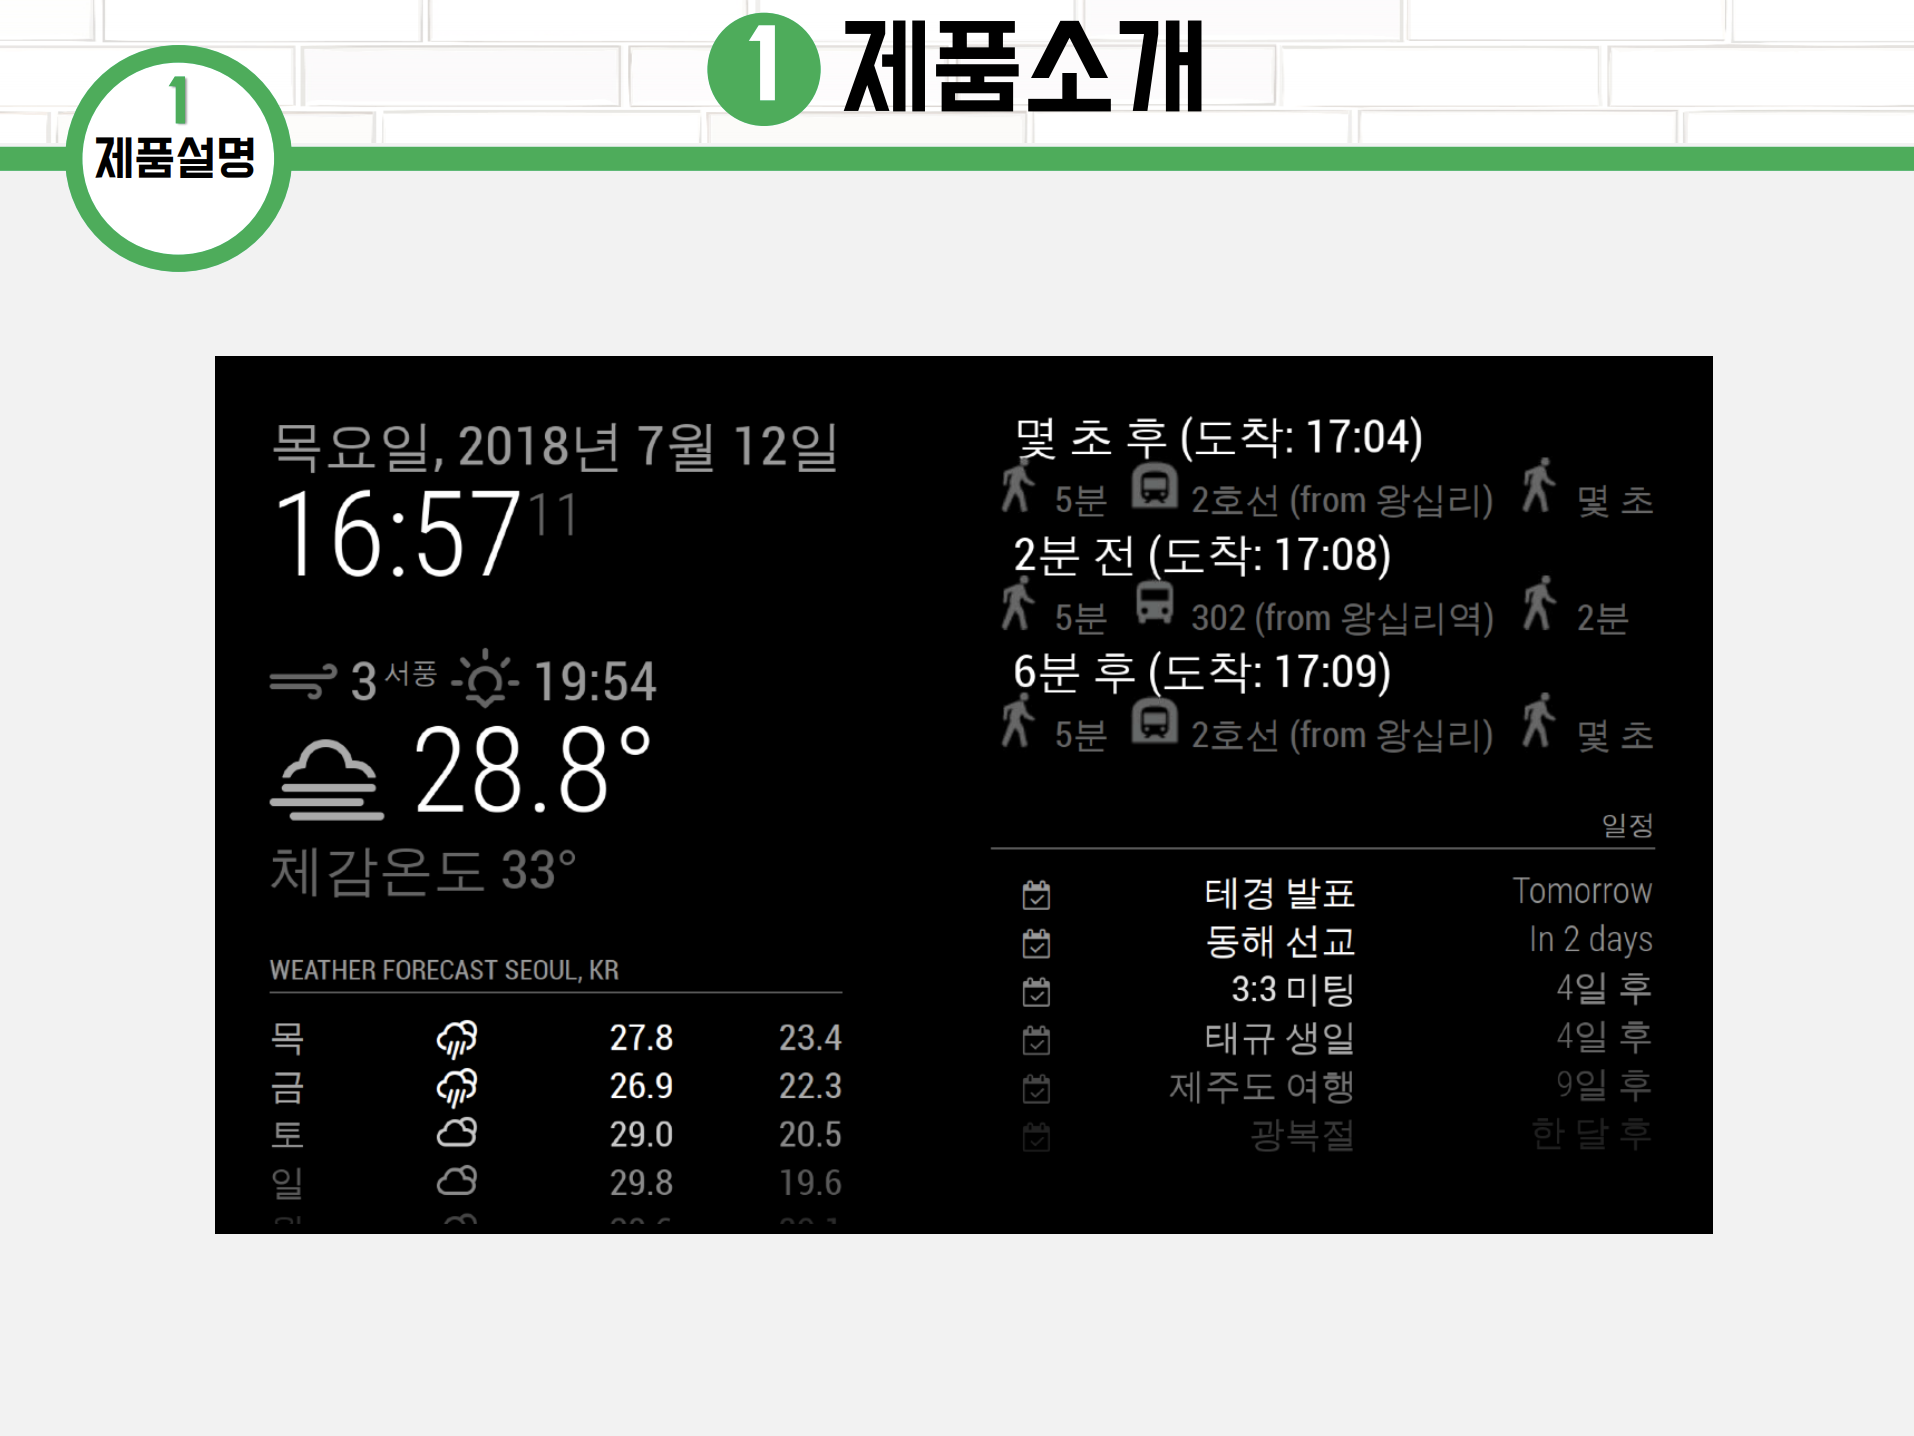 1 제품소개
1
제품설명
목요일, 2018년 7월 12일
16:57 11
3 서풍 19:54
28.8°
체감온도 33°
WEATHER FORECAST SEOUL, KR
목 27.8 23.4
금 26.9 22.3
토 29.0 20.5
일 29.8 19.6
몇 초 후 (도착: 17:04)
5분 2호선 (from 왕십리) 몇 초
2분 전 (도착: 17:08)
5분 302 (from 왕십리역) 2분
6분 후 (도착: 17:09)
5분 2호선 (from 왕십리) 몇 초
일정
테경 발표 Tomorrow
동해 선교 In 2 days
3:3 미팅 4일 후
태규 생일 4일 후
제주도 여행 9일 후
광복절 한 달 후